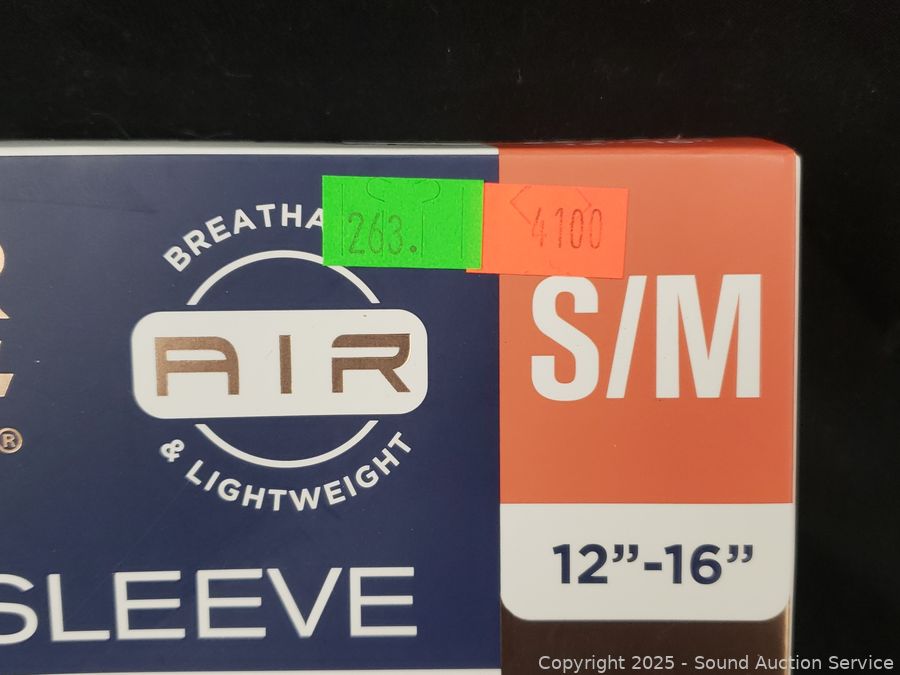 BREATHA
263.
4100
AIR
& LIGHTWEIGHT
S/M
®
12”-16”
SLEEVE
Copyright 2025 - Sound Auction Service